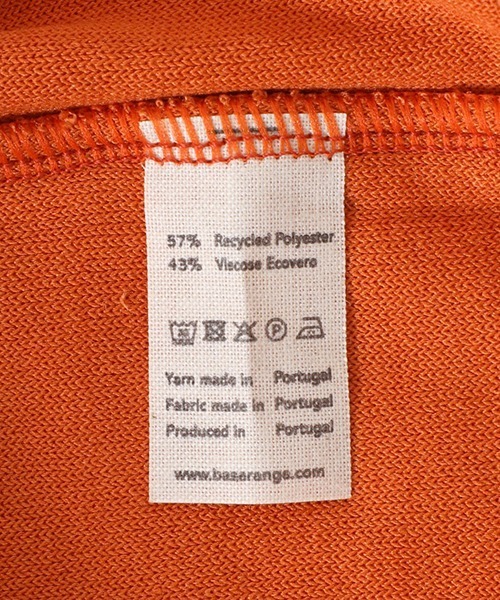 57% Recycled Polyester
43% Viscose Ecovero
Yarn made in Portugal
Fabric made in Portugal
Produced in Portugal
www.baserange.com